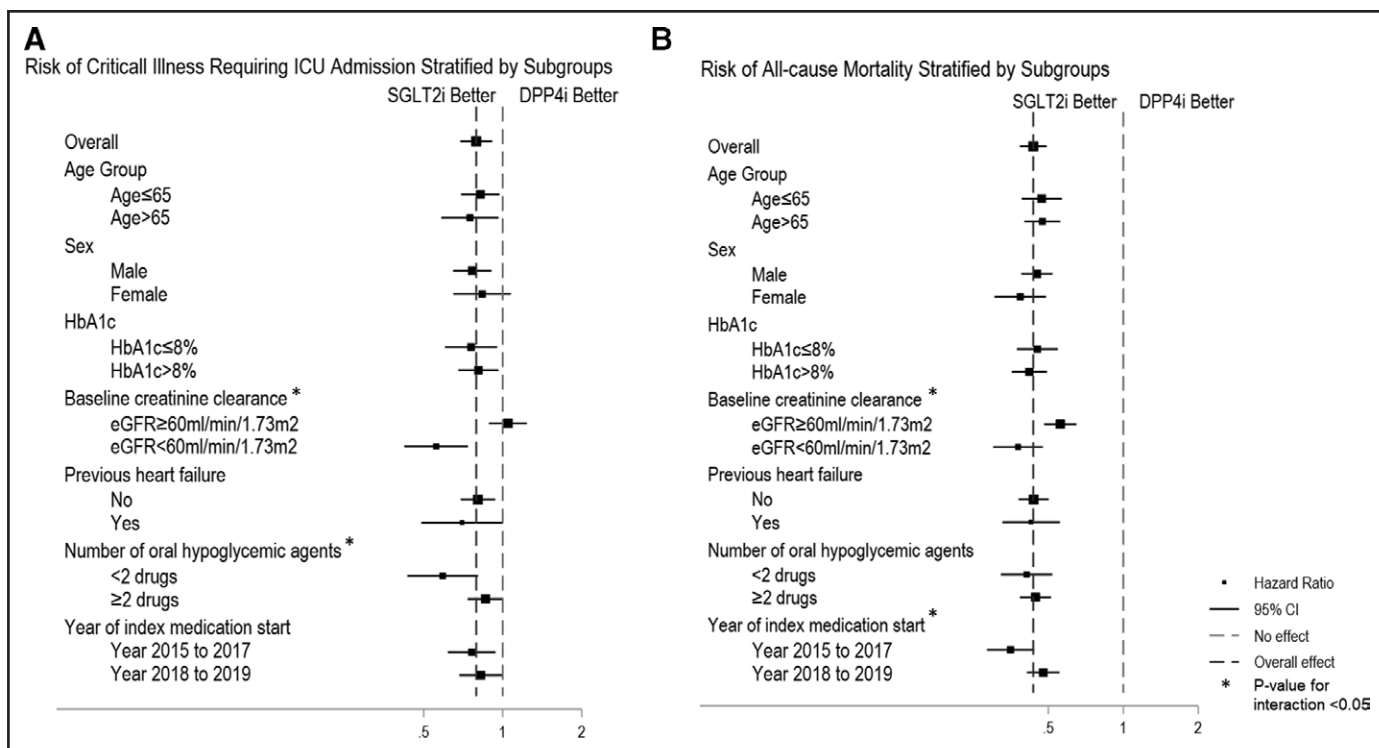 A
Risk of Criticall Illness Requiring ICU Admission Stratified by Subgroups
SGLT2i Better DPP4i Better
Overall
Age Group
Age≤65
Age>65
Sex
Male
Female
HbA1c
HbA1c≤8%
HbA1c>8%
Baseline creatinine clearance *
eGFR≥60ml/min/1.73m2
eGFR<60ml/min/1.73m2
Previous heart failure
No
Yes
Number of oral hypoglycemic agents *
<2 drugs
≥2 drugs
Year of index medication start
Year 2015 to 2017
Year 2018 to 2019
.5 1 2
B
Risk of All-cause Mortality Stratified by Subgroups
SGLT2i Better DPP4i Better
Overall
Age Group
Age≤65
Age>65
Sex
Male
Female
HbA1c
HbA1c≤8%
HbA1c>8%
Baseline creatinine clearance *
eGFR≥60ml/min/1.73m2
eGFR<60ml/min/1.73m2
Previous heart failure
No
Yes
Number of oral hypoglycemic agents
<2 drugs
≥2 drugs
Year of index medication start *
Year 2015 to 2017
Year 2018 to 2019
.5 1 2
Hazard Ratio
95% CI
No effect
Overall effect
* P-value for
interaction <0.05